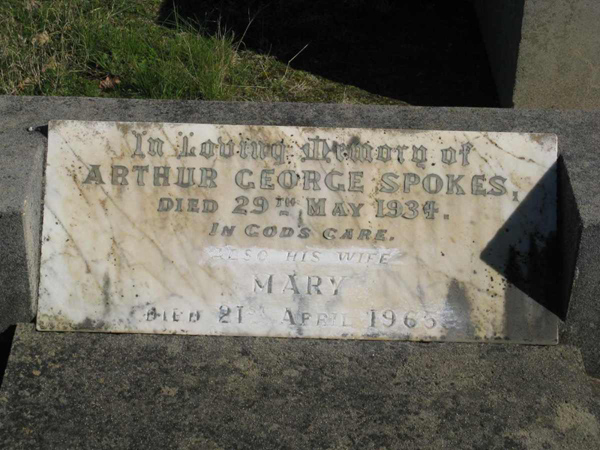 In Loving Memory of
ARTHUR GEORGE SPOKES,
DIED 29TH MAY 1934.
IN GOD'S CARE.
ALSO HIS WIFE
MARY
DIED 21ST APRIL 1965